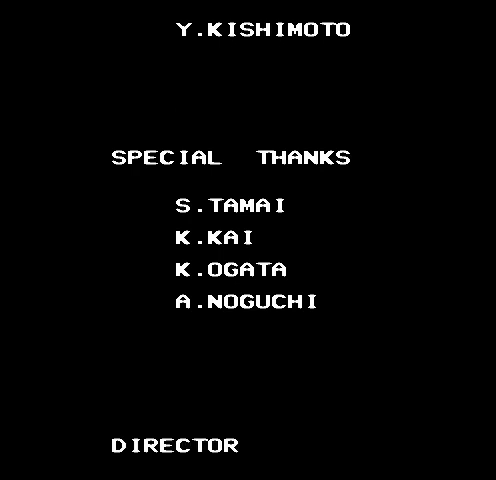 Y.KISHIMOTO
SPECIAL THANKS
S.TAMAI
K.KAI
K.OGATA
A.NOGUCHI
DIRECTOR